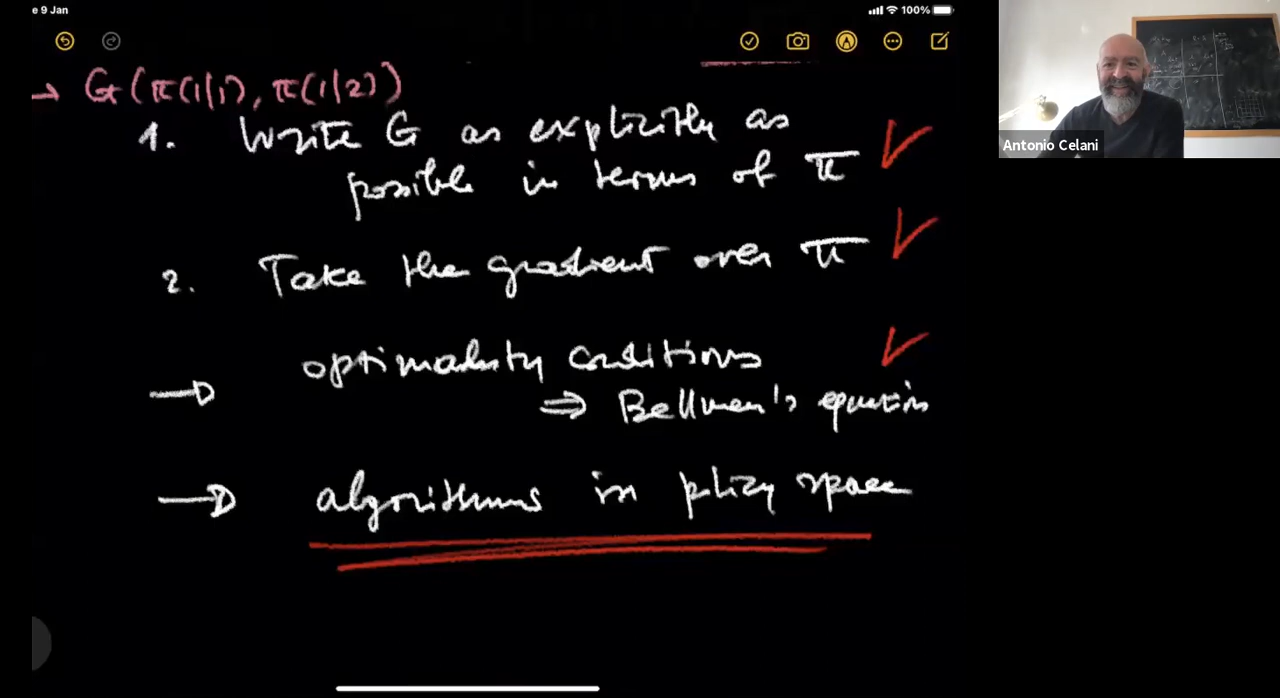 e 9 Jan
100%
→ G(π(1|1), π(1|2))
1. Write G as explicitly as
possible in terms of π
2. Take the gradient over π
→ optimality conditions
⇒ Bellman's equation
→ algorithms in policy space
Antonio Celani